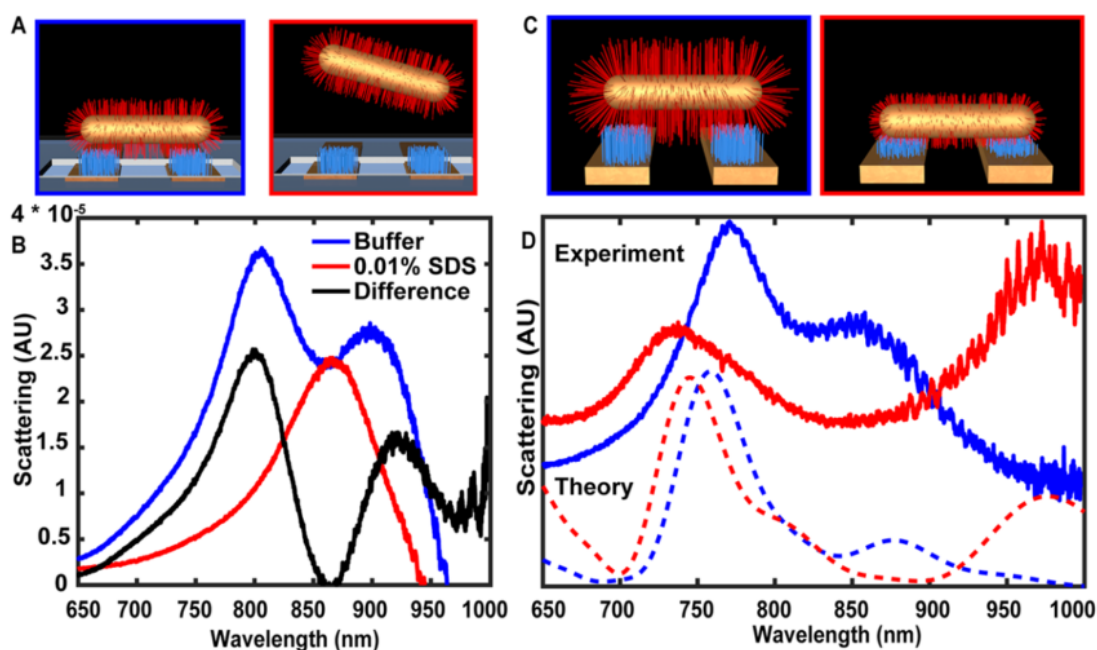 A
C
4 * 10-5
B
Buffer
0.01% SDS
Difference
3.5
3
2.5
2
1.5
1
0.5
0
Scattering (AU)
650 700 750 800 850 900 950 1000
Wavelength (nm)
D
Experiment
Theory
Scattering (AU)
650 700 750 800 850 900 950 1000
Wavelength (nm)